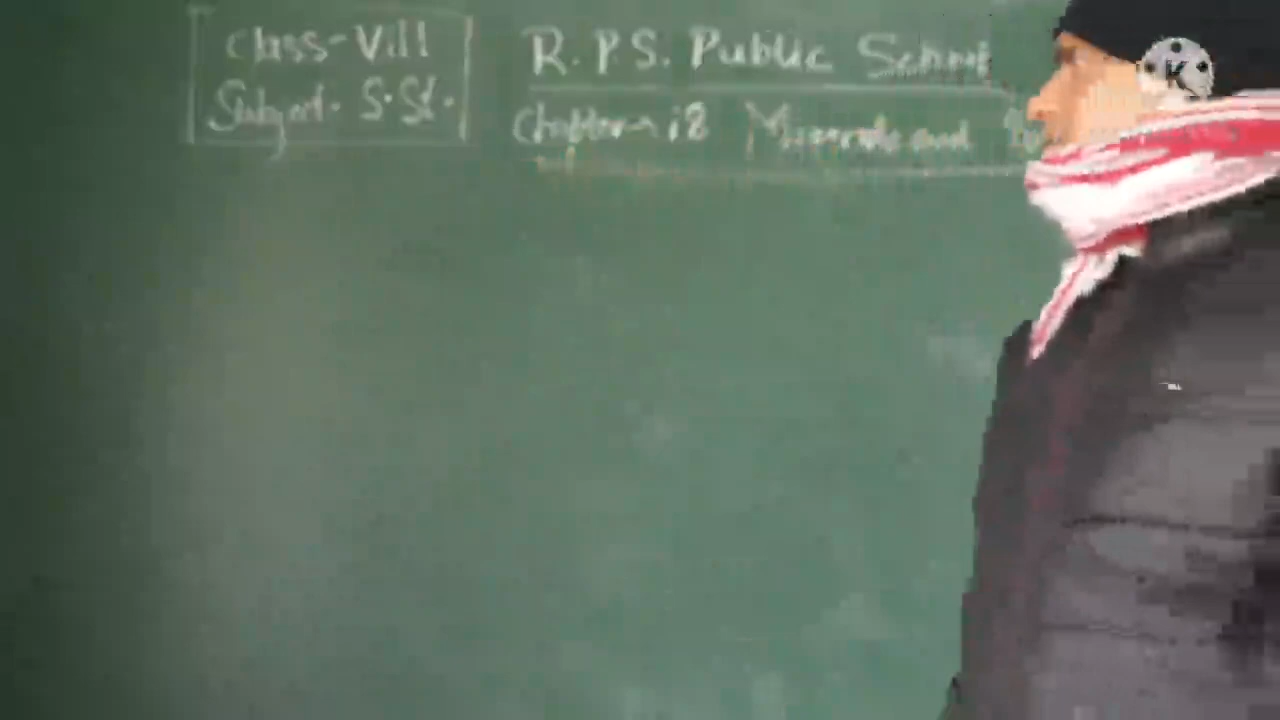 Class-VIII
Subject. S.St.
R.P.S. Public School
Chapter-18 Minerals and